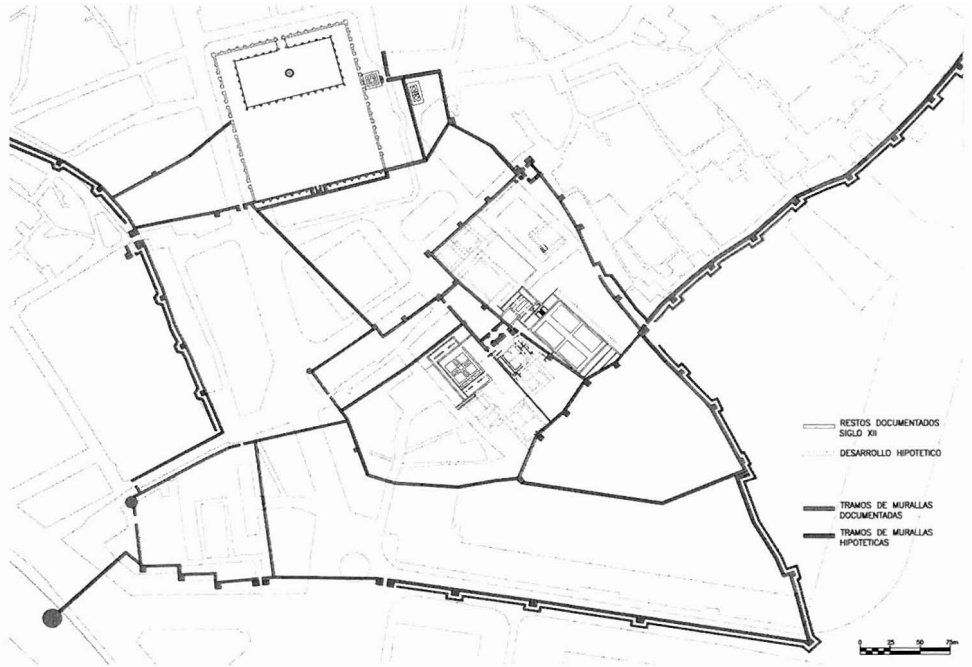 RESTOS DOCUMENTADOS
SIGLO XII
DESARROLLO HIPOTETICO
TRAMOS DE MURALLAS
DOCUMENTADAS
TRAMOS DE MURALLAS
HIPOTETICAS
0 25 50 75m